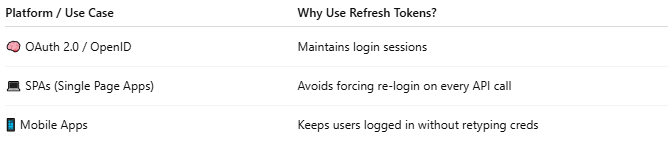 Platform / Use Case Why Use Refresh Tokens?
🧠 OAuth 2.0 / OpenID Maintains login sessions
💻 SPAs (Single Page Apps) Avoids forcing re-login on every API call
📱 Mobile Apps Keeps users logged in without retyping creds